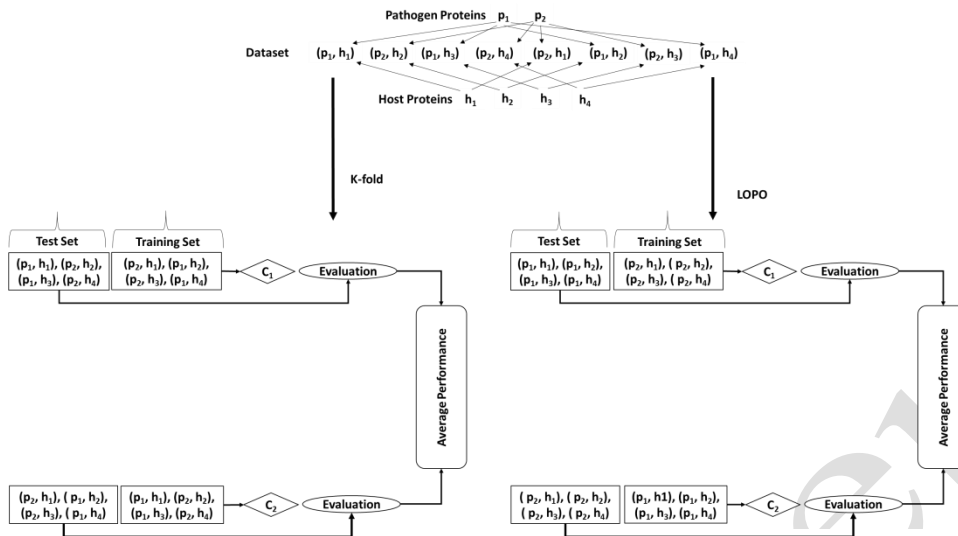 Pathogen Proteins p₁ p₂
Dataset (p₁, h₁) (p₂, h₂) (p₁, h₃) (p₂, h₄) (p₂, h₁) (p₁, h₂) (p₂, h₃) (p₁, h₄)
Host Proteins h₁ h₂ h₃ h₄
K-fold
LOPO
Test Set Training Set
(p₁, h₁), (p₂, h₂), (p₂, h₁), (p₁, h₂),
(p₁, h₃), (p₂, h₄) (p₂, h₃), (p₁, h₄)
C₁ Evaluation
Average Performance
(p₂, h₁), ( p₁, h₂), (p₁, h₁), (p₂, h₂),
(p₂, h₃), ( p₁, h₄) (p₁, h₃), (p₂, h₄)
C₂ Evaluation
Test Set Training Set
(p₁, h₁), (p₁, h₂), (p₂, h₁), ( p₂, h₂),
(p₁, h₃), (p₁, h₄) (p₂, h₃), ( p₂, h₄)
C₁ Evaluation
Average Performance
( p₂, h₁), ( p₂, h₂), (p₁, h1), (p₁, h₂),
( p₂, h₃), ( p₂, h₄) (p₁, h₃), (p₁, h₄)
C₂ Evaluation